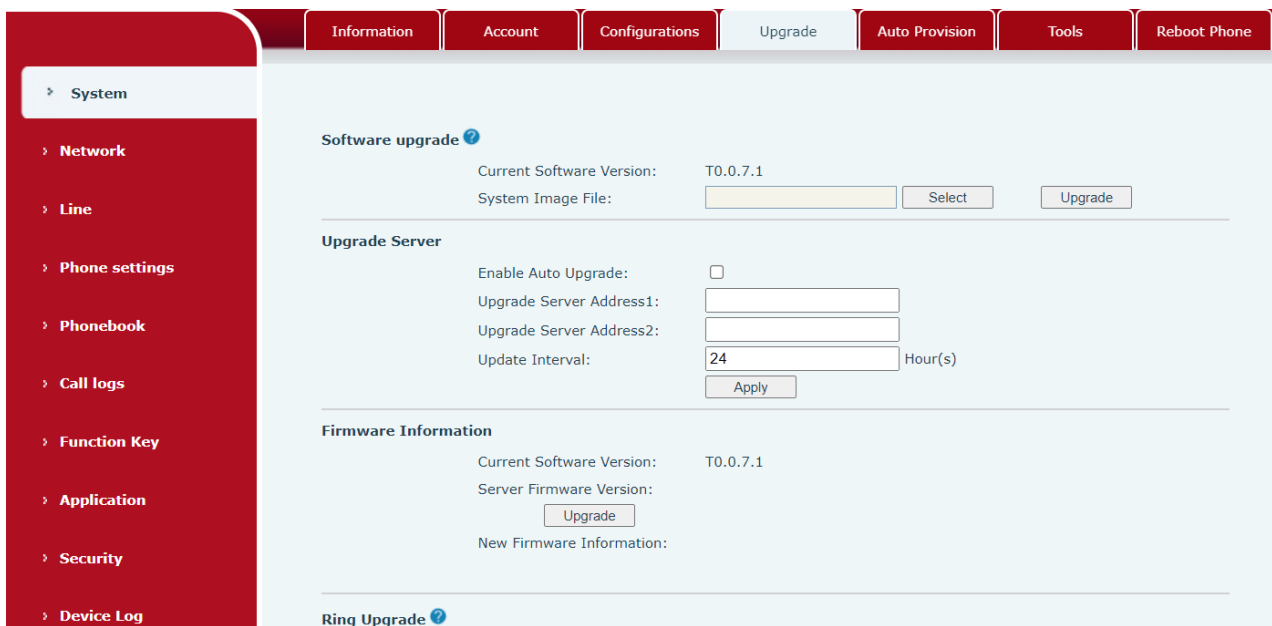 Information Account Configurations Upgrade Auto Provision Tools Reboot Phone
System
Network
Line
Phone settings
Phonebook
Call logs
Function Key
Application
Security
Device Log
Software upgrade ?
Current Software Version: T0.0.7.1
System Image File: Select Upgrade
Upgrade Server
Enable Auto Upgrade:
Upgrade Server Address1:
Upgrade Server Address2:
Update Interval: 24 Hour(s)
Apply
Firmware Information
Current Software Version: T0.0.7.1
Server Firmware Version:
Upgrade
New Firmware Information:
Ring Upgrade ?